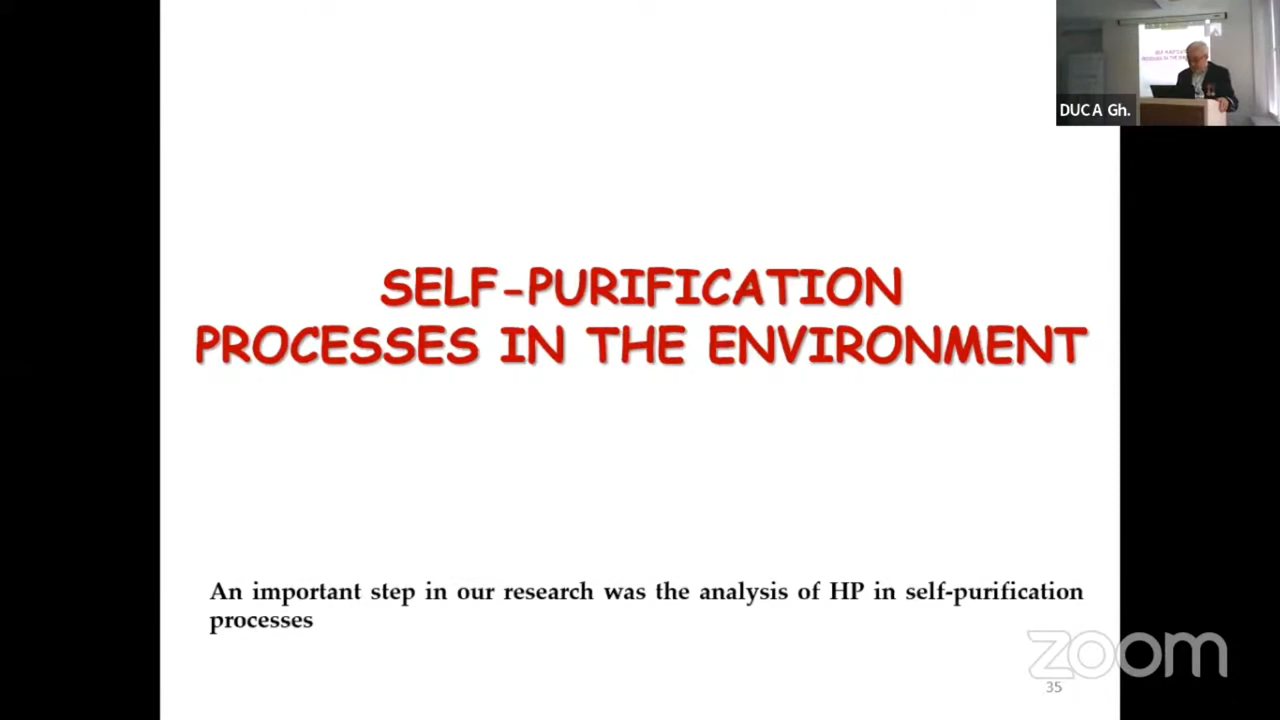 DUCA Gh.
SELF-PURIFICATION
PROCESSES IN THE ENVIRONMENT
An important step in our research was the analysis of HP in self-purification
processes
zoom
35